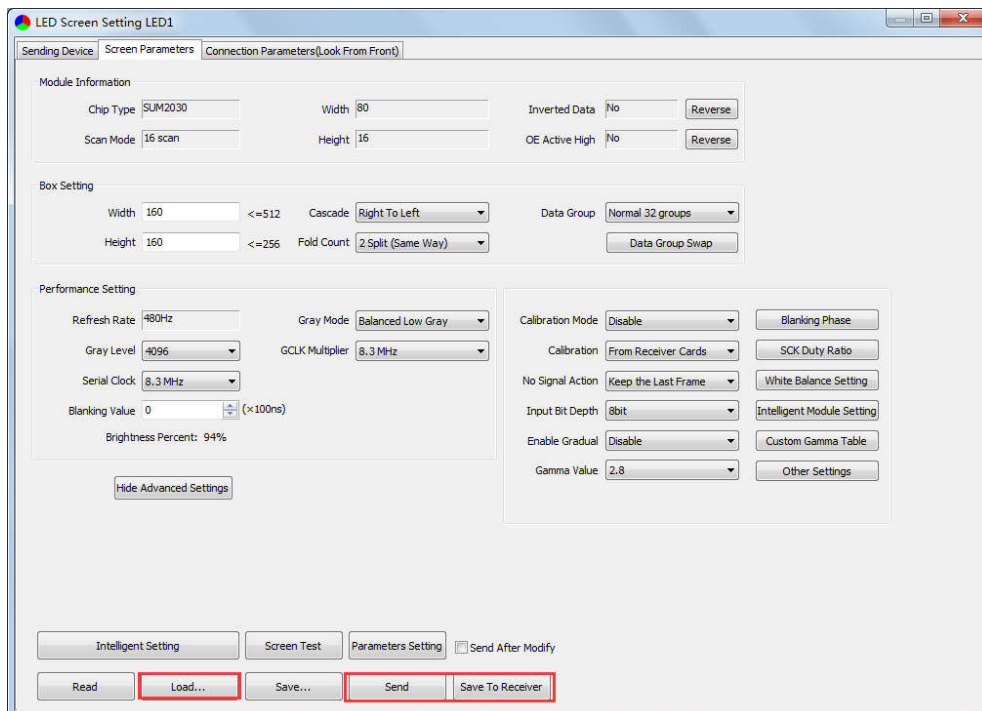 LED Screen Setting LED1
Sending Device Screen Parameters Connection Parameters(Look From Front)
Module Information
Chip Type SUM2030 Width 80 Inverted Data No Reverse
Scan Mode 16 scan Height 16 OE Active High No Reverse
Box Setting
Width 160 <=512 Cascade Right To Left Data Group Normal 32 groups
Height 160 <=256 Fold Count 2 Split (Same Way) Data Group Swap
Performance Setting
Refresh Rate 480Hz Gray Mode Balanced Low Gray Calibration Mode Disable Blanking Phase
Gray Level 4096 GCLK Multiplier 8.3 MHz Calibration From Receiver Cards SCK Duty Ratio
Serial Clock 8.3 MHz No Signal Action Keep the Last Frame White Balance Setting
Blanking Value 0 (×100ns) Input Bit Depth 8bit Intelligent Module Setting
Brightness Percent: 94% Enable Gradual Disable Custom Gamma Table
Gamma Value 2.8 Other Settings
Hide Advanced Settings
Intelligent Setting Screen Test Parameters Setting Send After Modify
Read Load... Save... Send Save To Receiver